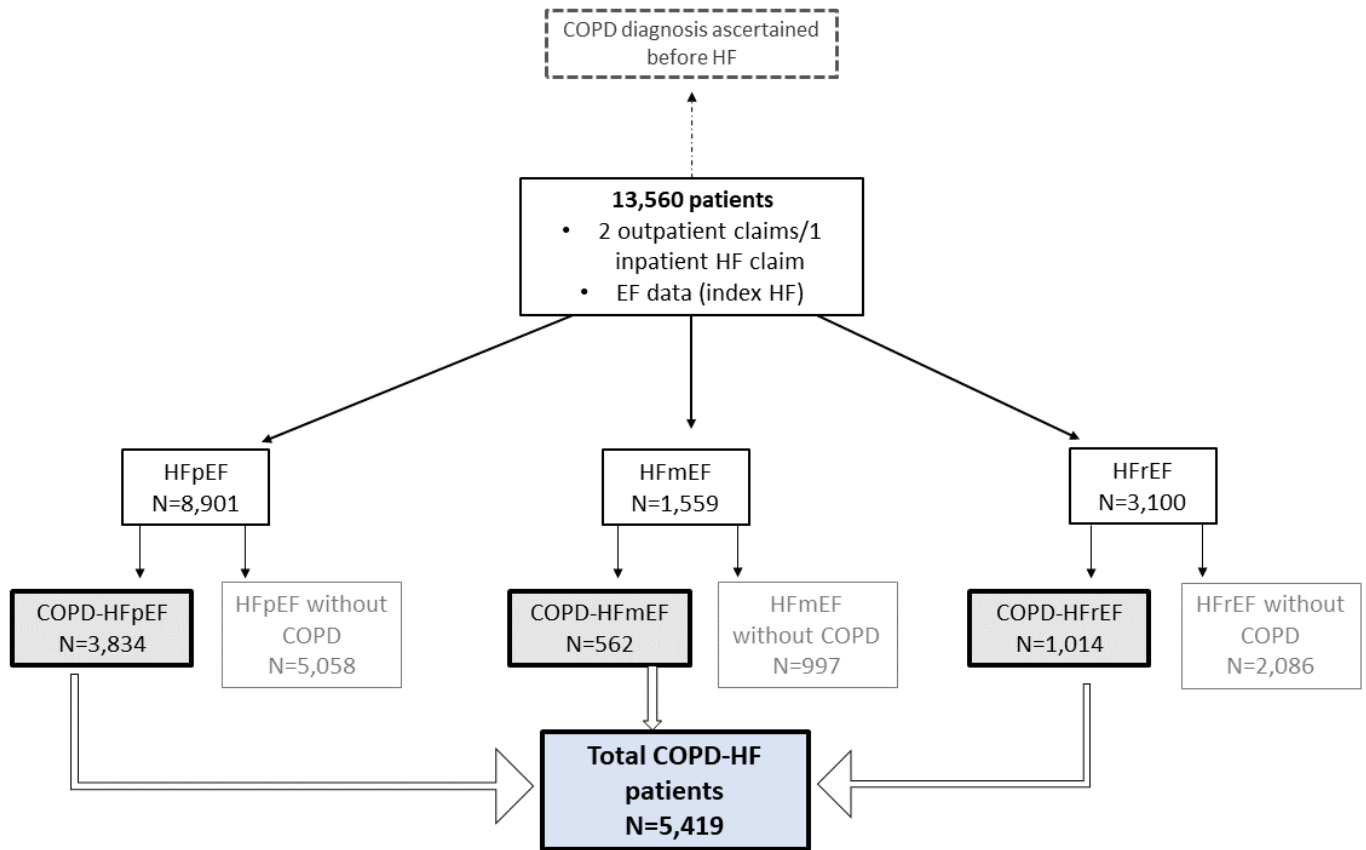 COPD diagnosis ascertained
before HF
13,560 patients
• 2 outpatient claims/1
inpatient HF claim
• EF data (index HF)
HFpEF
N=8,901
HFmEF
N=1,559
HFrEF
N=3,100
COPD-HFpEF
N=3,834
HFpEF without
COPD
N=5,058
COPD-HFmEF
N=562
HFmEF
without COPD
N=997
COPD-HFrEF
N=1,014
HFrEF without
COPD
N=2,086
Total COPD-HF
patients
N=5,419